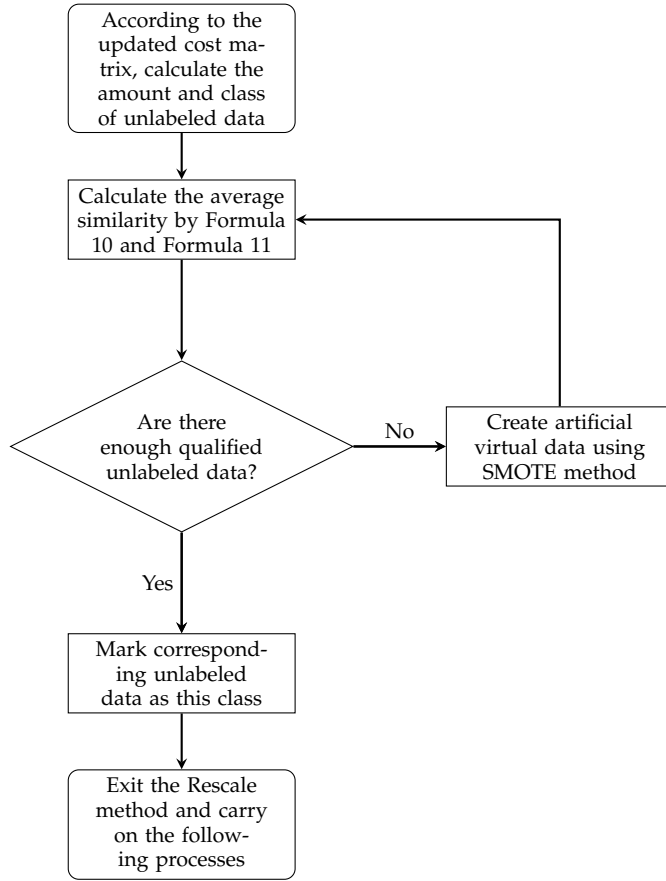 According to the
updated cost ma-
trix, calculate the
amount and class
of unlabeled data
Calculate the average
similarity by Formula
10 and Formula 11
Are there
enough qualified
unlabeled data?
No
Create artificial
virtual data using
SMOTE method
Yes
Mark correspond-
ing unlabeled
data as this class
Exit the Rescale
method and carry
on the follow-
ing processes